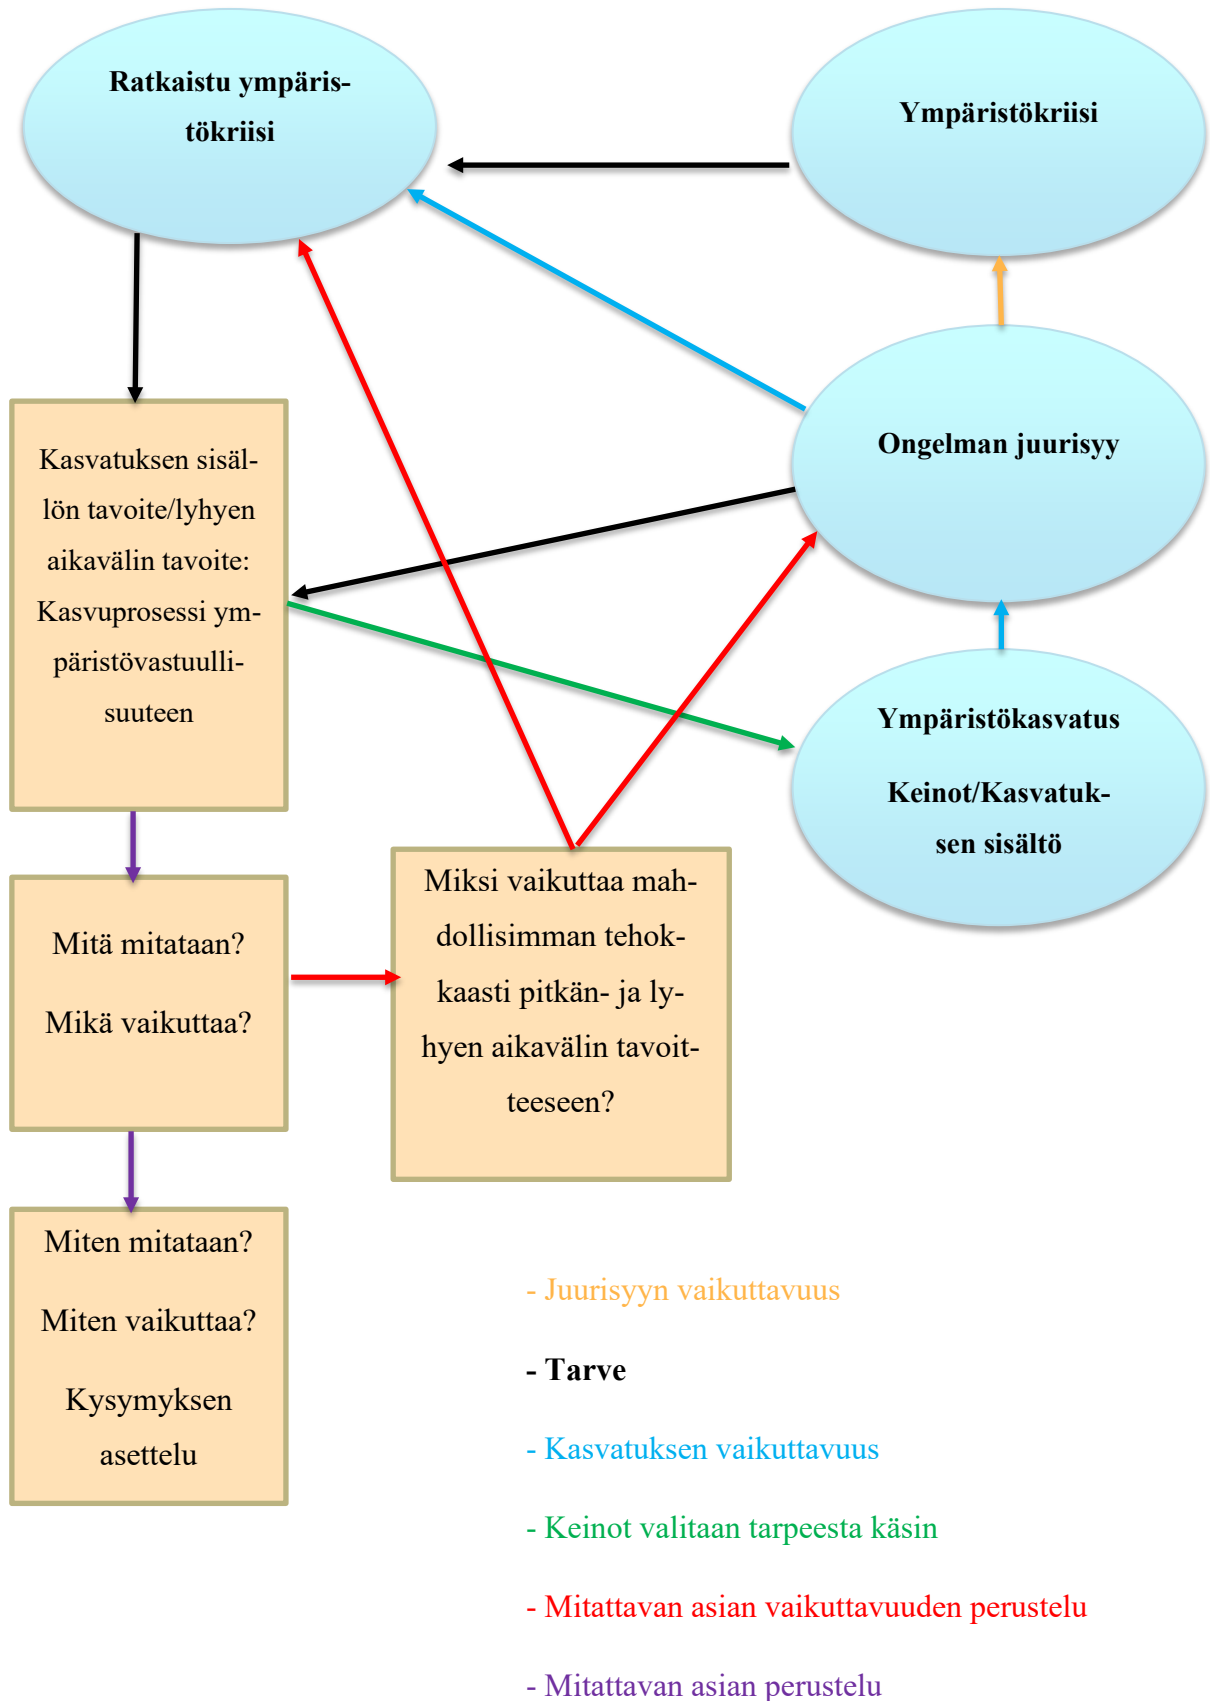 Ratkaistu ympäris-
tökriisi
Ympäristökriisi
Ongelman juurisyy
Kasvatuksen sisäl-
lön tavoite/lyhyen
aikavälin tavoite:
Kasvuprosessi ym-
päristövastuulli-
suuteen
Ympäristökasvatus
Keinot/Kasvatuk-
sen sisältö
Mitä mitataan?
Mikä vaikuttaa?
Miksi vaikuttaa mah-
dollisimman tehok-
kaasti pitkän- ja ly-
hyen aikavälin tavoit-
teeseen?
Miten mitataan?
Miten vaikuttaa?
Kysymyksen
asettelu
- Juurisyyn vaikuttavuus
- Tarve
- Kasvatuksen vaikuttavuus
- Keinot valitaan tarpeesta käsin
- Mitattavan asian vaikuttavuuden perustelu
- Mitattavan asian perustelu